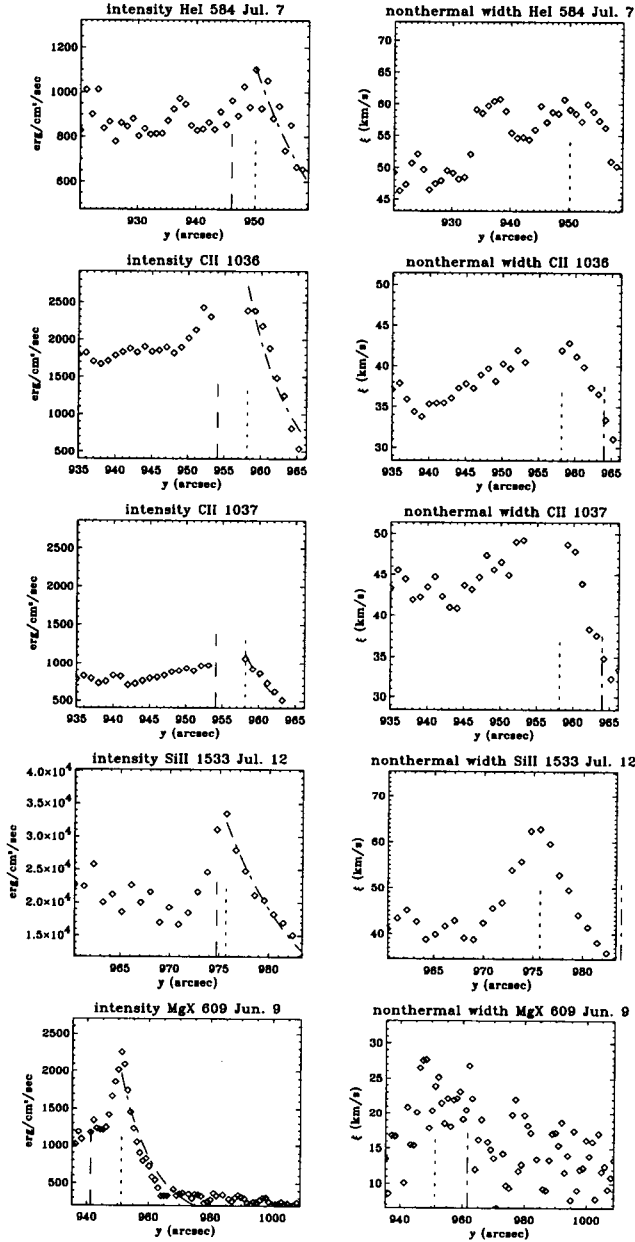 intensity HeI 584 Jul. 7
nonthermal width HeI 584 Jul. 7
1200
1000
800
600
erg/cm²/sec
930 940 950
y (arcsec)
70
65
60
55
50
45
ξ (km/s)
930 940 950
y (arcsec)
intensity CII 1036
nonthermal width CII 1036
2500
2000
1500
1000
500
erg/cm²/sec
935 940 945 950 955 960 965
y (arcsec)
50
45
40
35
30
ξ (km/s)
935 940 945 950 955 960 965
y (arcsec)
intensity CII 1037
nonthermal width CII 1037
2500
2000
1500
1000
500
erg/cm²/sec
935 940 945 950 955 960 965
y (arcsec)
50
45
40
35
30
ξ (km/s)
935 940 945 950 955 960 965
y (arcsec)
intensity SiII 1533 Jul. 12
nonthermal width SiII 1533 Jul. 12
4.0×10⁴
3.5×10⁴
3.0×10⁴
2.5×10⁴
2.0×10⁴
1.5×10⁴
erg/cm²/sec
965 970 975 980
y (arcsec)
70
60
50
40
ξ (km/s)
965 970 975 980
y (arcsec)
intensity MgX 609 Jun. 9
nonthermal width MgX 609 Jun. 9
2500
2000
1500
1000
500
200
erg/cm²/sec
940 960 980 1000
y (arcsec)
30
25
20
15
10
ξ (km/s)
940 960 980 1000
y (arcsec)